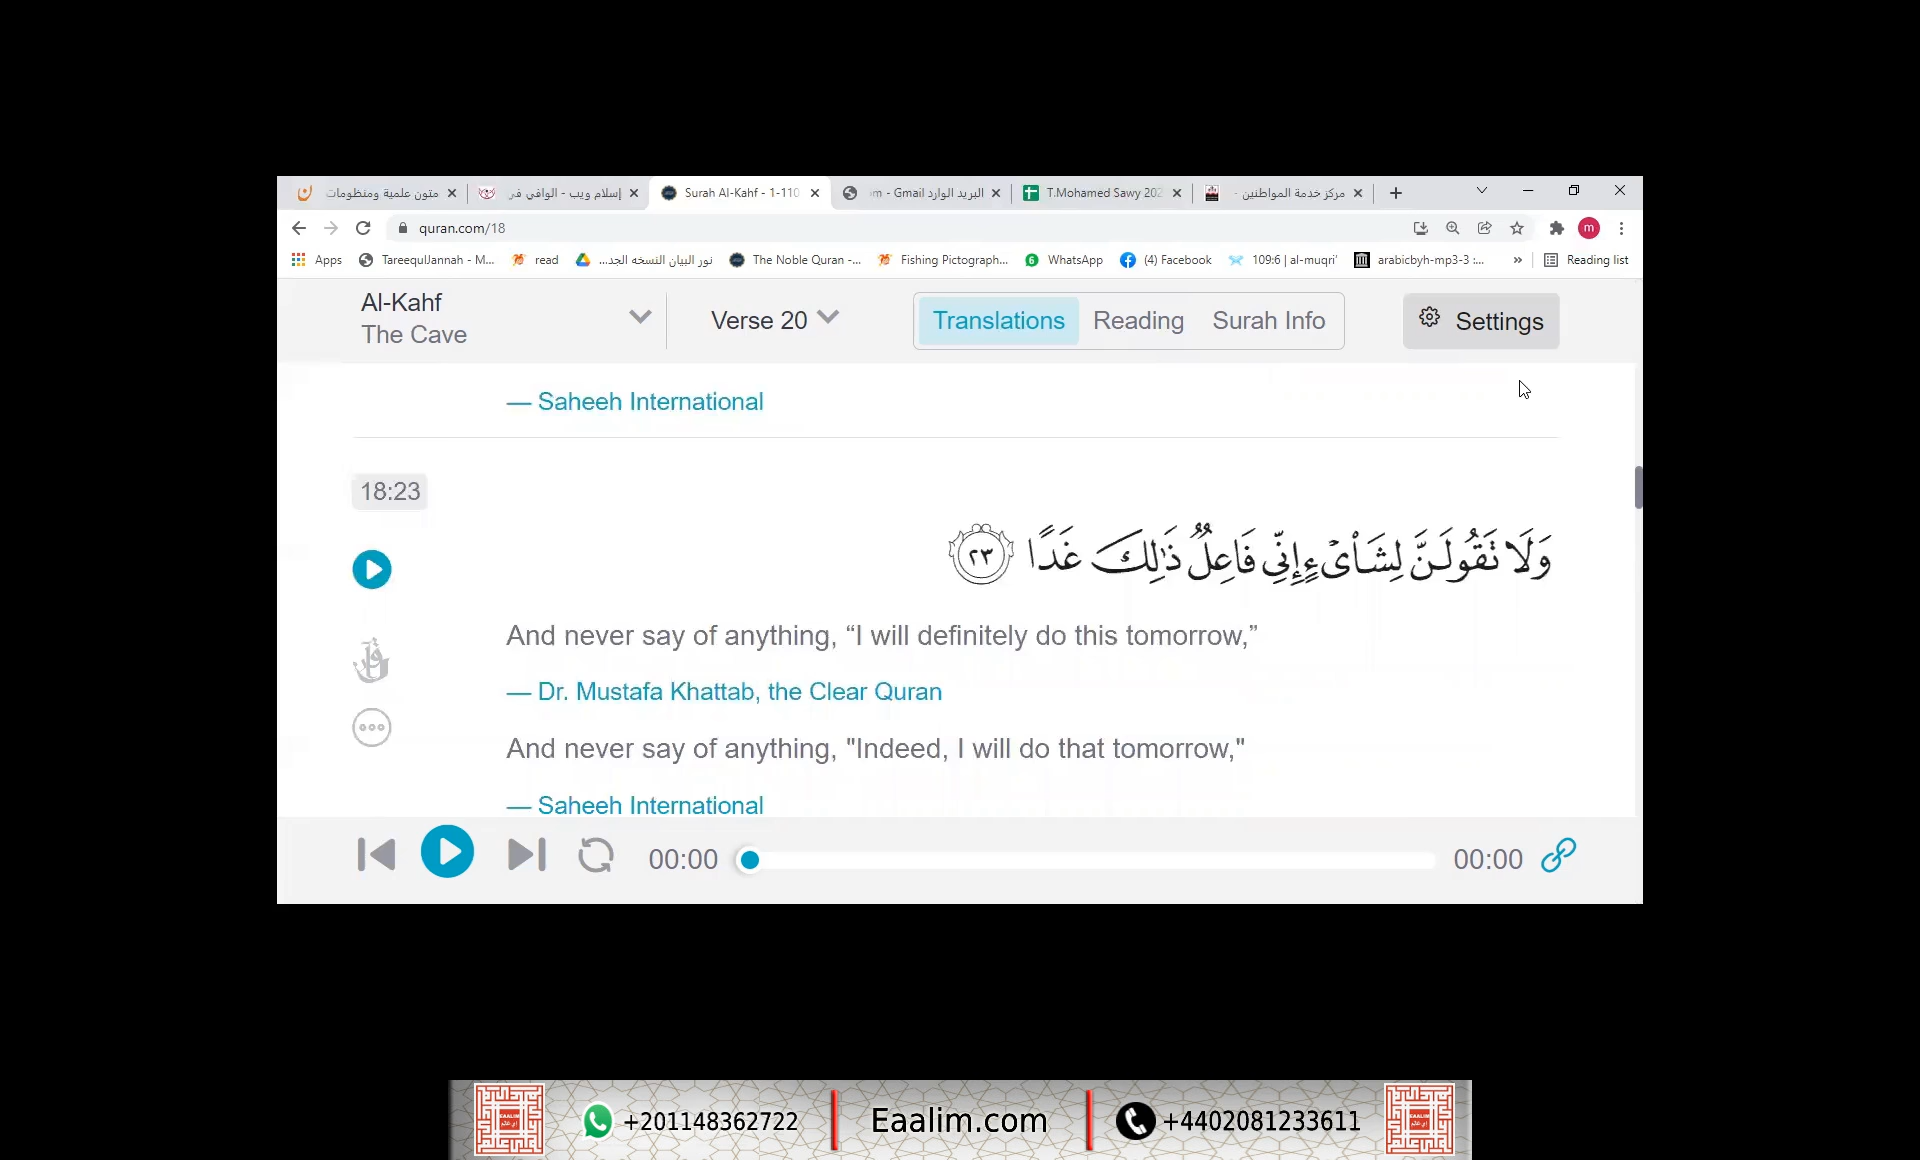 متون علمية ومنظومات
إسلام ويب - الوافي في
Surah Al-Kahf - 1-110
البريد الوارد om - Gmail
T.Mohamed Sawy 202
مركز خدمة المواطنين -
quran.com/18
m
Apps
TareequlJannah - M...
read
نور البيان النسخه الجد...
The Noble Quran -...
Fishing Pictograph...
WhatsApp
(4) Facebook
109:6 | al-muqri'
arabicbyh-mp3-3 :...
»
Reading list
Al-Kahf
The Cave
Verse 20
Translations
Reading
Surah Info
Settings
— Saheeh International
18:23
وَلَا تَقُولَنَّ لِشَا۟ىْءٍ إِنِّى فَاعِلٌ ذَٰلِكَ غَدًا ٢٣
And never say of anything, “I will definitely do this tomorrow,”
— Dr. Mustafa Khattab, the Clear Quran
And never say of anything, "Indeed, I will do that tomorrow,"
— Saheeh International
00:00
00:00
EAALIM
+201148362722
Eaalim.com
+4402081233611
EAALIM